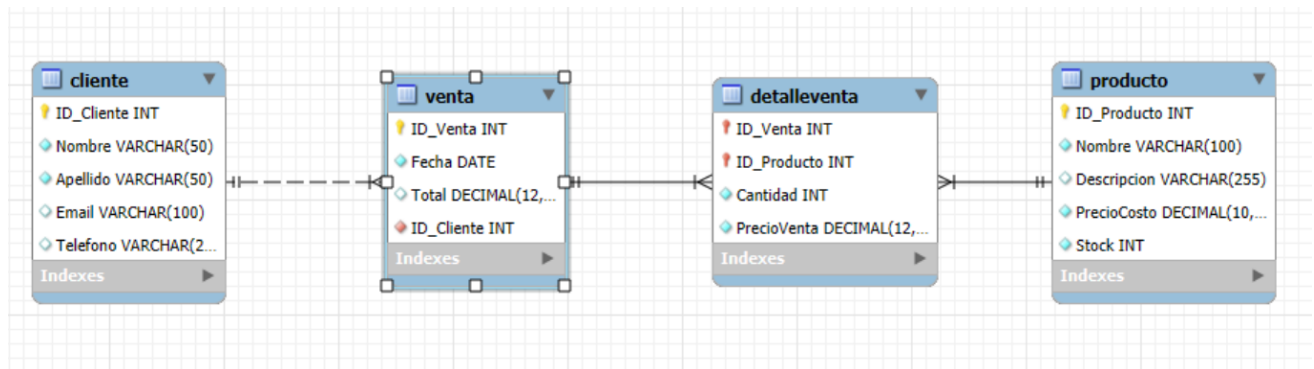 cliente
ID_Cliente INT
Nombre VARCHAR(50)
Apellido VARCHAR(50)
Email VARCHAR(100)
Telefono VARCHAR(2...
Indexes
venta
ID_Venta INT
Fecha DATE
Total DECIMAL(12,...
ID_Cliente INT
Indexes
detalleventa
ID_Venta INT
ID_Producto INT
Cantidad INT
PrecioVenta DECIMAL(12,...
Indexes
producto
ID_Producto INT
Nombre VARCHAR(100)
Descripcion VARCHAR(255)
PrecioCosto DECIMAL(10,...
Stock INT
Indexes